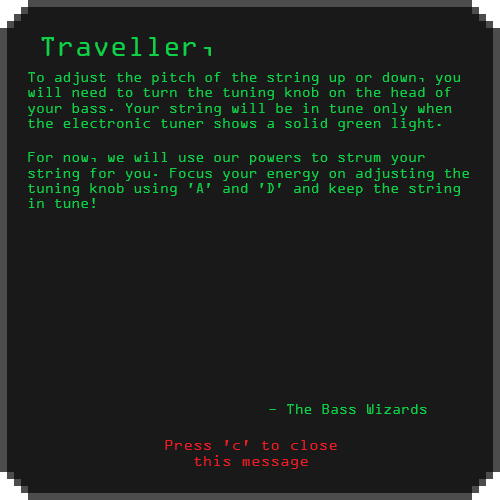 Traveller,
To adjust the pitch of the string up or down, you
will need to turn the tuning knob on the head of
your bass. Your string will be in tune only when
the electronic tuner shows a solid green light.
For now, we will use our powers to strum your
string for you. Focus your energy on adjusting the
tuning knob using 'A' and 'D' and keep the string
in tune!
- The Bass Wizards
Press 'c' to close
this message